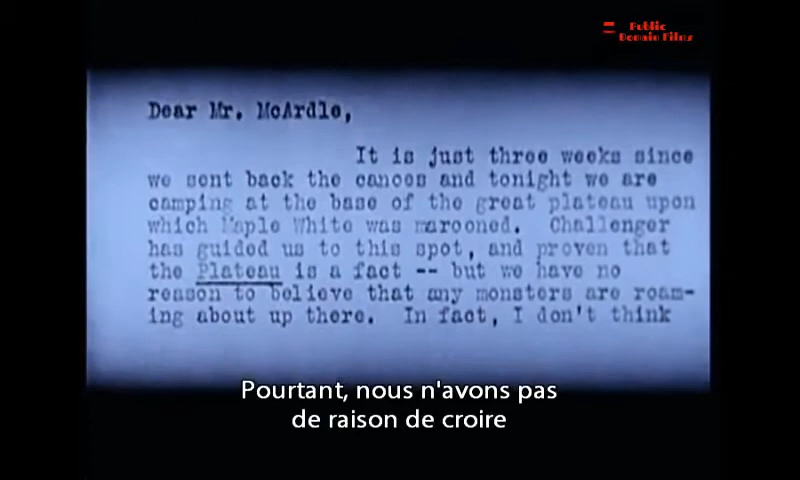 Public
Domain Films
Dear Mr. McArdle,
It is just three weeks since
we sent back the canoes and tonight we are
camping at the base of the great plateau upon
which Maple White was marooned. Challenger
has guided us to this spot, and proven that
the Plateau is a fact -- but we have no
reason to believe that any monsters are roam-
ing about up there. In fact, I don't think
Pourtant, nous n'avons pas
de raison de croire